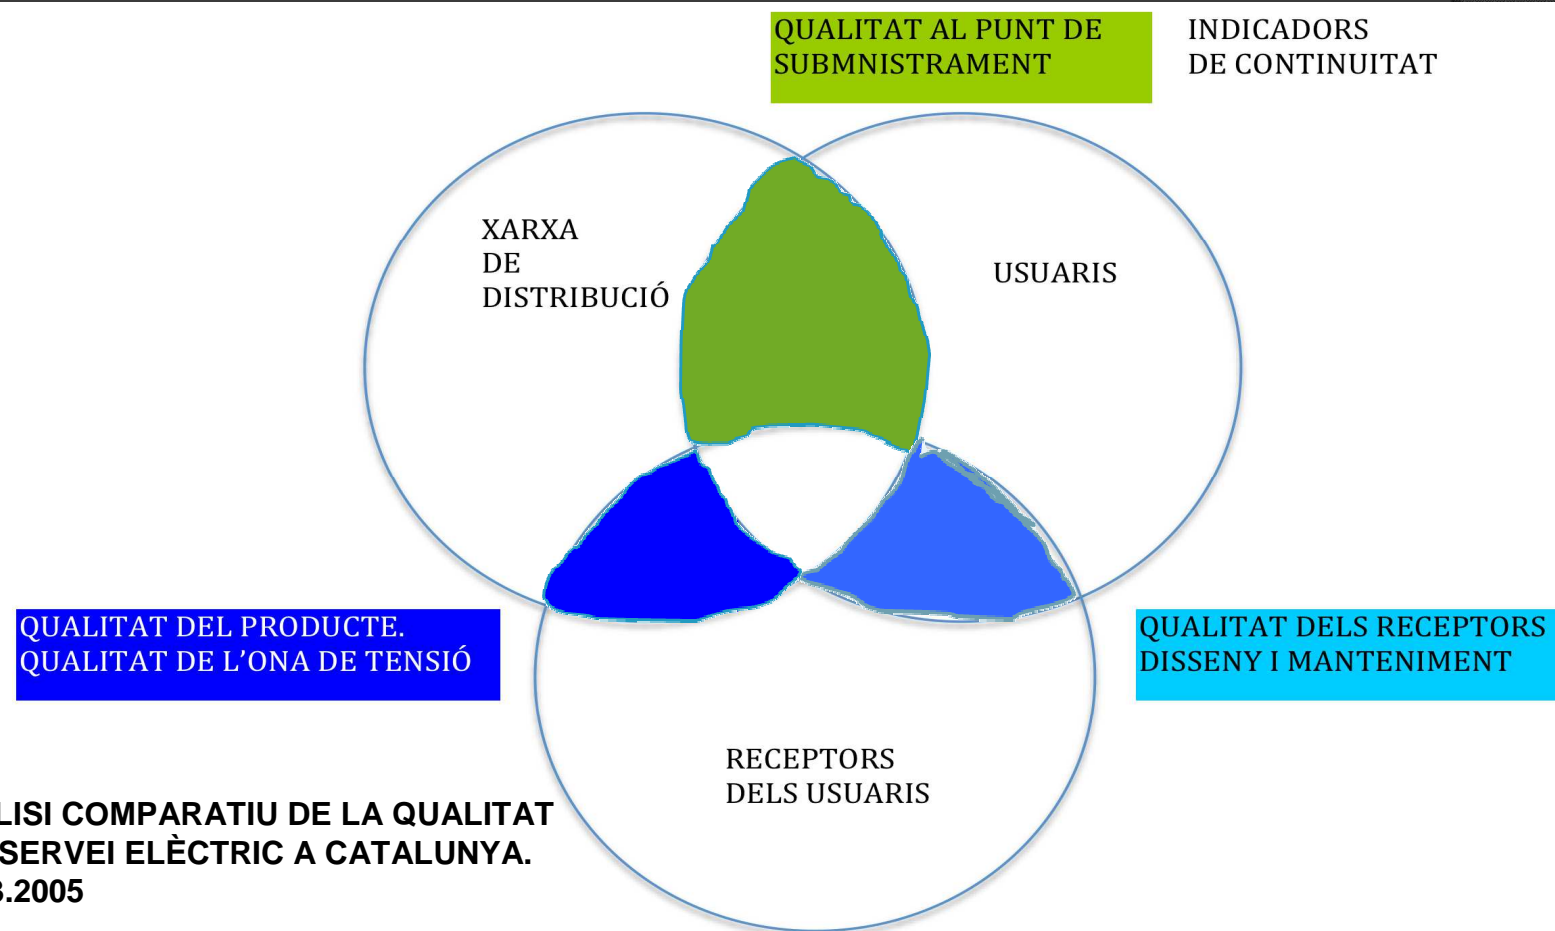 QUALITAT AL PUNT DE
SUBMNISTRAMENT
INDICADORS
DE CONTINUITAT
XARXA
DE
DISTRIBUCIÓ
USUARIS
QUALITAT DEL PRODUCTE.
QUALITAT DE L’ONA DE TENSIÓ
QUALITAT DELS RECEPTORS
DISSENY I MANTENIMENT
RECEPTORS
DELS USUARIS
LISI COMPARATIU DE LA QUALITAT
SERVEI ELÈCTRIC A CATALUNYA.
.2005